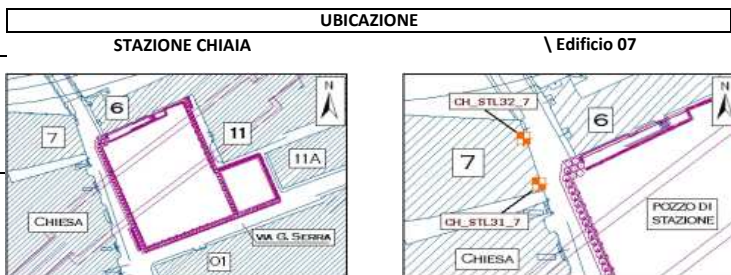 UBICAZIONE
STAZIONE CHIAIA
\ Edificio 07
N
6
7
11
11A
CHIESA
VIA G. SERRA
01
N
CH_STL32_7
6
7
POZZO DI
STAZIONE
CH_STL31_7
CHIESA